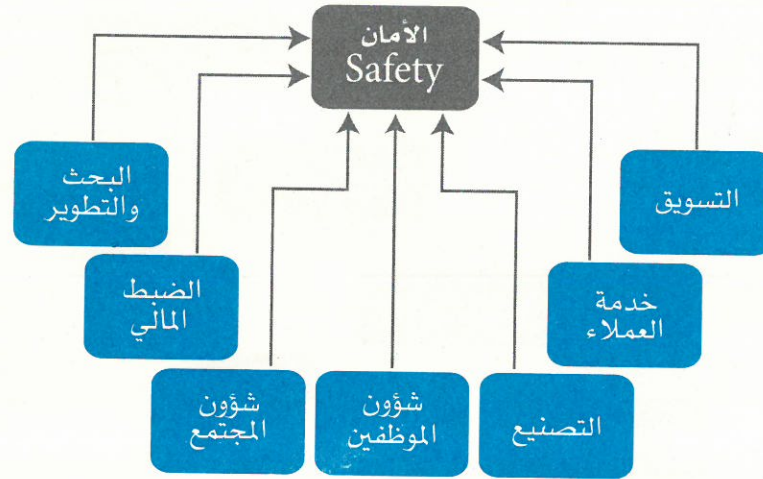 الأمان
Safety
البحث
والتطوير
التسويق
الضبط
المالي
خدمة
العملاء
شؤون
المجتمع
شؤون
الموظفين
التصنيع